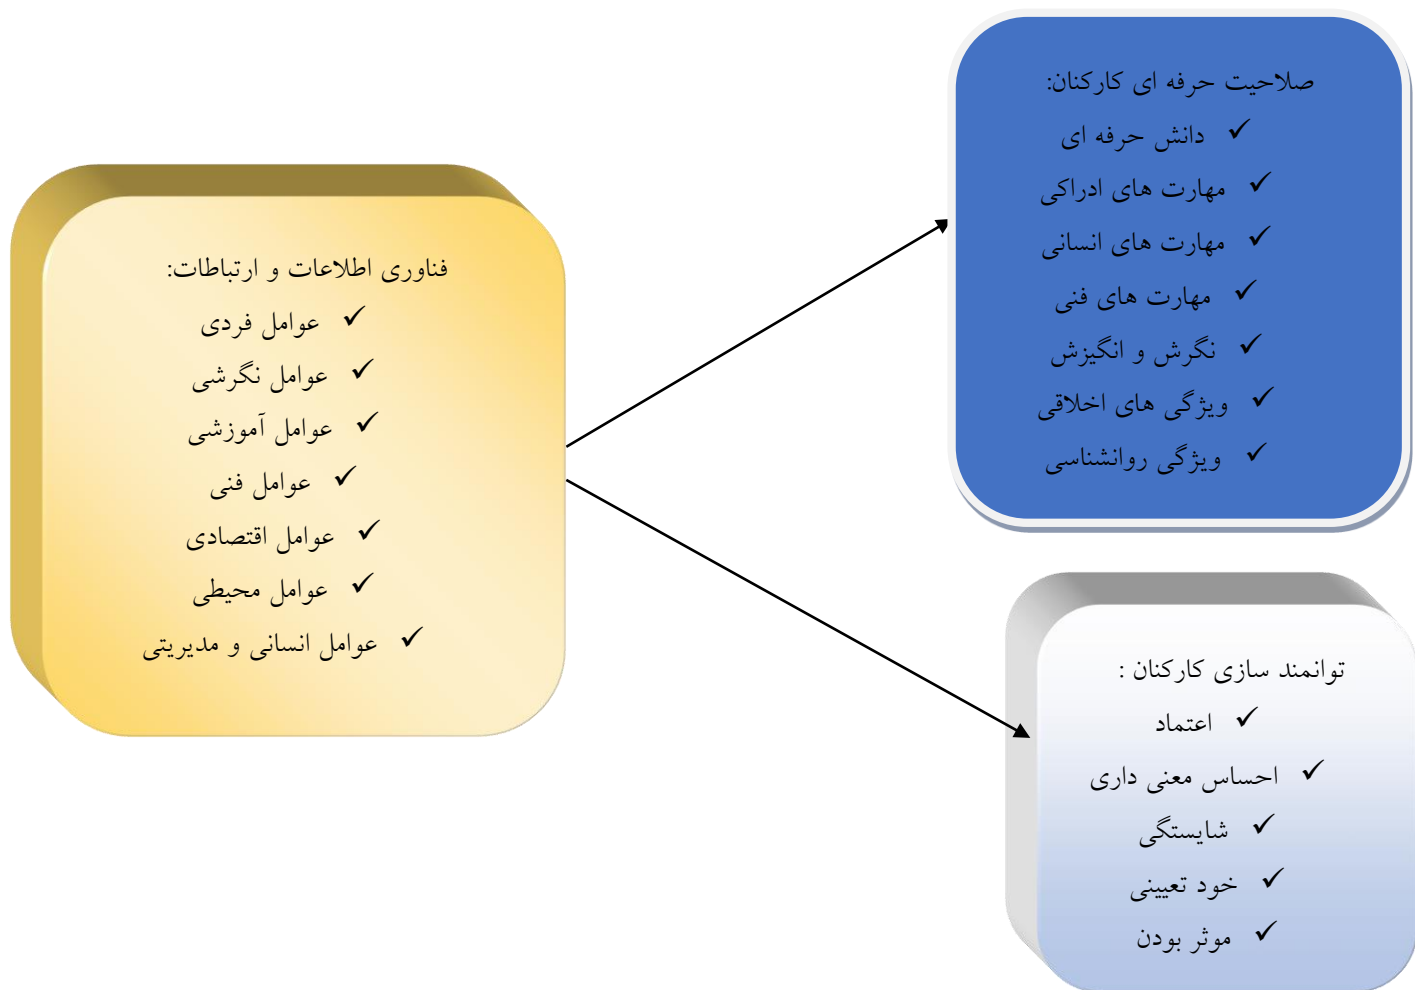 صلاحیت حرفه ای کارکنان:
✓ دانش حرفه ای
✓ مهارت های ادراکی
✓ مهارت های انسانی
✓ مهارت های فنی
✓ نگرش و انگیزش
✓ ویژگی های اخلاقی
✓ ویژگی روانشناسی
فناوری اطلاعات و ارتباطات:
✓ عوامل فردی
✓ عوامل نگرشی
✓ عوامل آموزشی
✓ عوامل فنی
✓ عوامل اقتصادی
✓ عوامل محیطی
✓ عوامل انسانی و مدیریتی
توانمند سازی کارکنان :
✓ اعتماد
✓ احساس معنی داری
✓ شایستگی
✓ خود تعیینی
✓ موثر بودن